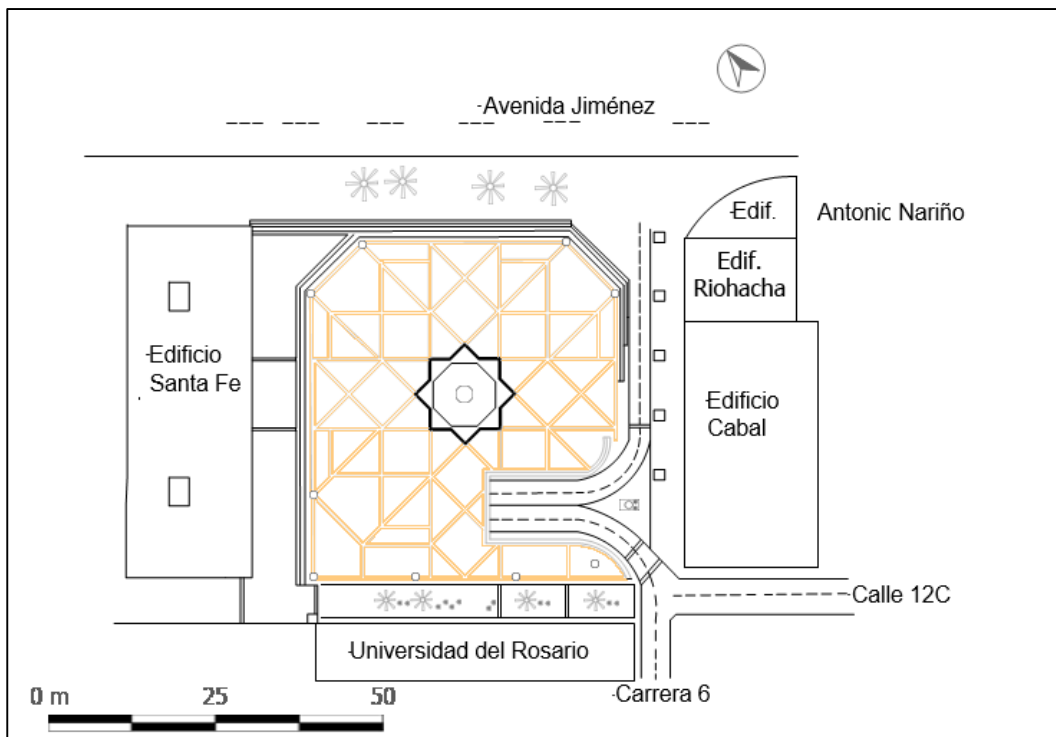 -Avenida Jiménez
-Edif.
Antonic Nariño
Edif.
Riohacha
-Edificio
Santa Fe
-Edificio
Cabal
-Calle 12C
-Universidad del Rosario
-Carrera 6
0 m 25 50